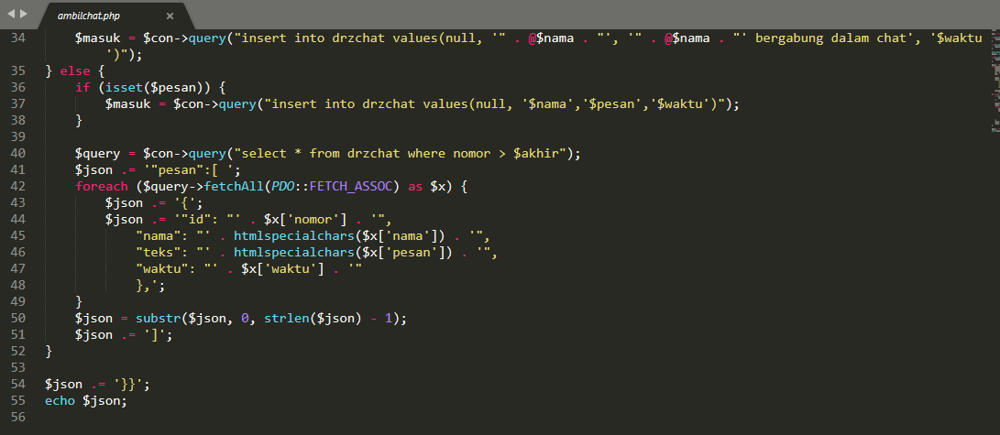 ambilchat.php
34 $masuk = $con->query("insert into drzchat values(null, '" . @$nama . "', '" . @$nama . "' bergabung dalam chat', '$waktu
')");
35 } else {
36 if (isset($pesan)) {
37 $masuk = $con->query("insert into drzchat values(null, '$nama','$pesan','$waktu')");
38 }
39
40 $query = $con->query("select * from drzchat where nomor > $akhir");
41 $json .= '"pesan":[ ';
42 foreach ($query->fetchAll(PDO::FETCH_ASSOC) as $x) {
43 $json .= '{';
44 $json .= '"id": "' . $x['nomor'] . '",
45 "nama": "' . htmlspecialchars($x['nama']) . '",
46 "teks": "' . htmlspecialchars($x['pesan']) . '",
47 "waktu": "' . $x['waktu'] . '"
48 },';
49 }
50 $json = substr($json, 0, strlen($json) - 1);
51 $json .= ']';
52 }
53
54 $json .= '}}';
55 echo $json;
56